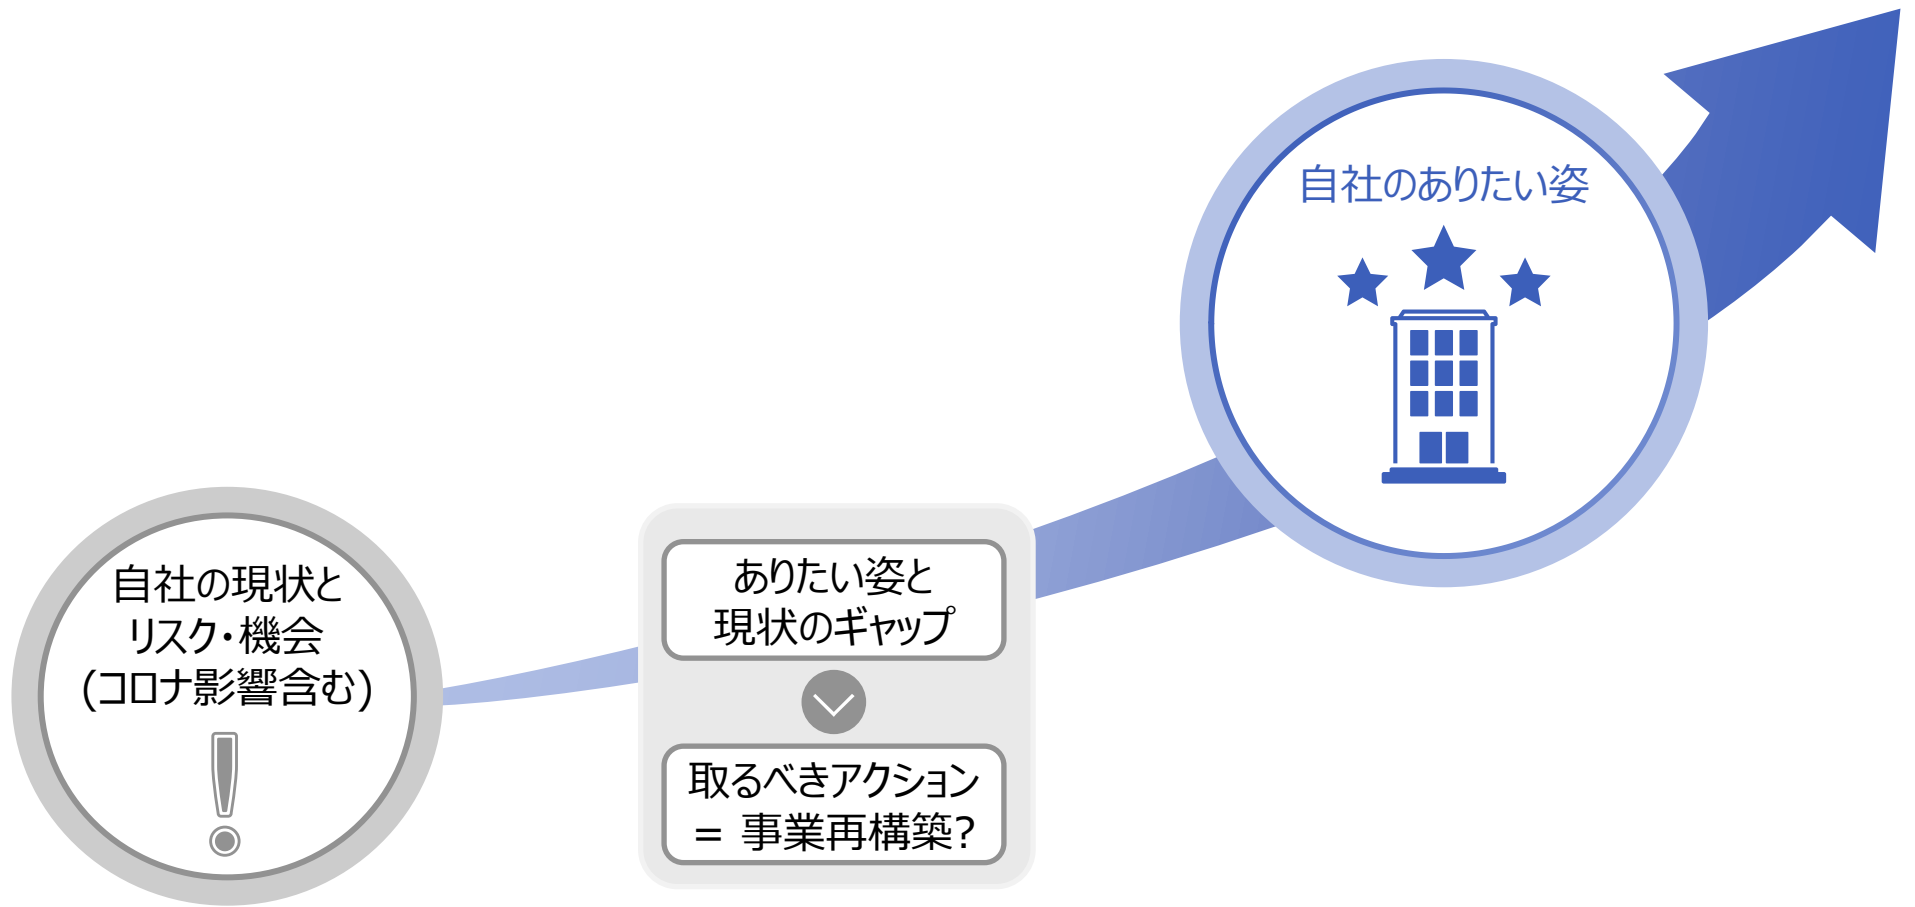 自社のありたい姿
自社の現状と
リスク・機会
(コロナ影響含む)
ありたい姿と
現状のギャップ
取るべきアクション
= 事業再構築?